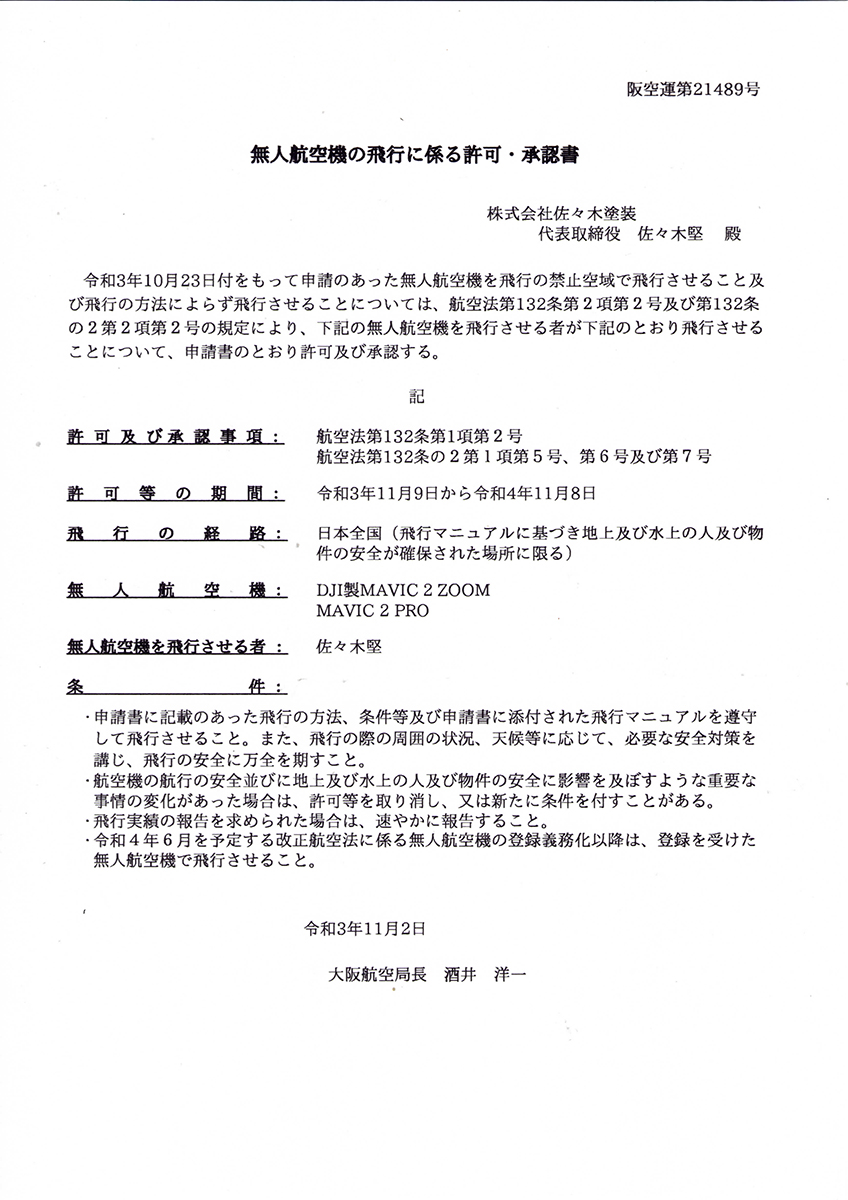 阪空運第21489号
無人航空機の飛行に係る許可・承認書
株式会社佐々木塗装
代表取締役　佐々木堅　殿
令和3年10月23日付をもって申請のあった無人航空機を飛行の禁止空域で飛行させること及
び飛行の方法によらず飛行させることについては、航空法第132条第２項第２号及び第132条
の２第２項第２号の規定により、下記の無人航空機を飛行させる者が下記のとおり飛行させる
ことについて、申請書のとおり許可及び承認する。
記
許可及び承認事項：　航空法第132条第1項第２号
航空法第132条の２第１項第５号、第６号及び第７号
許可等の期間：　令和3年11月9日から令和4年11月8日
飛行の経路：　日本全国（飛行マニュアルに基づき地上及び水上の人及び物
件の安全が確保された場所に限る）
無人航空機：　DJI製MAVIC 2 ZOOM
MAVIC 2 PRO
無人航空機を飛行させる者：　佐々木堅
条件：
・申請書に記載のあった飛行の方法、条件等及び申請書に添付された飛行マニュアルを遵守
して飛行させること。また、飛行の際の周囲の状況、天候等に応じて、必要な安全対策を
講じ、飛行の安全に万全を期すこと。
・航空機の航行の安全並びに地上及び水上の人及び物件の安全に影響を及ぼすような重要な
事情の変化があった場合は、許可等を取り消し、又は新たに条件を付すことがある。
・飛行実績の報告を求められた場合は、速やかに報告すること。
・令和４年６月を予定する改正航空法に係る無人航空機の登録義務化以降は、登録を受けた
無人航空機で飛行させること。
令和3年11月2日
大阪航空局長　酒井　洋一